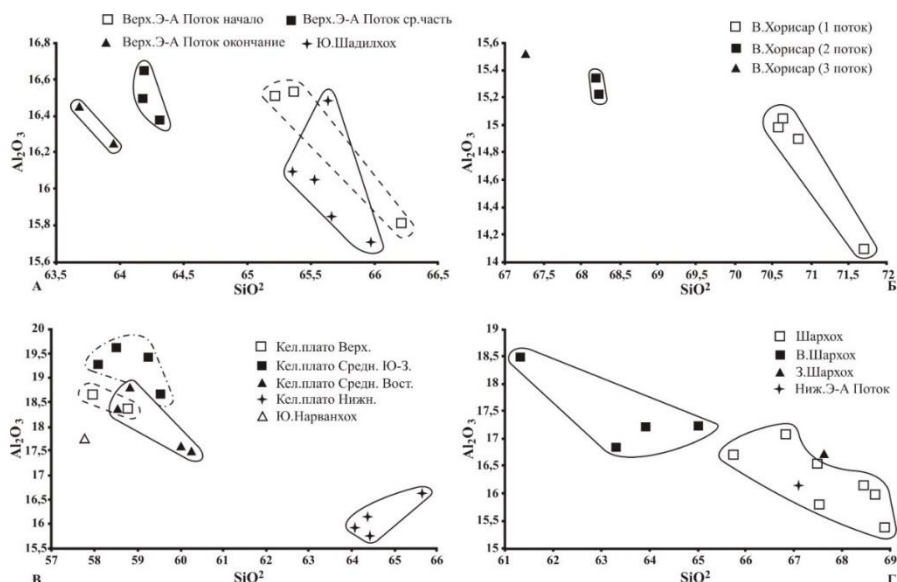 Верх.Э-А Поток начало
Верх.Э-А Поток ср.часть
Верх.Э-А Поток окончание
Ю.Шадилхох
16,8
16,6
16,4
16,2
16
15,8
15,6
Al2O3
63,5 64 64,5 65 65,5 66 66,5
А
SiO2
В.Хорисар (1 поток)
В.Хорисар (2 поток)
В.Хорисар (3 поток)
15,6
15,4
15,2
15
14,8
14,6
14,4
14,2
14
Al2O3
67 67,5 68 68,5 69 69,5 70 70,5 71 71,5 72
SiO2
Б
Кел.плато Верх.
Кел.плато Средн. Ю-З.
Кел.плато Средн. Вост.
Кел.плато Нижн.
Ю.Нарванхох
20
19,5
19
18,5
18
17,5
17
16,5
16
15,5
Al2O3
57 58 59 60 61 62 63 64 65 66
В
SiO2
Шархох
В.Шархох
З.Шархох
Ниж.Э-А Поток
19
18,5
18
17,5
17
16,5
16
15,5
15
Al2O3
61 62 63 64 65 66 67 68 69
SiO2
Г